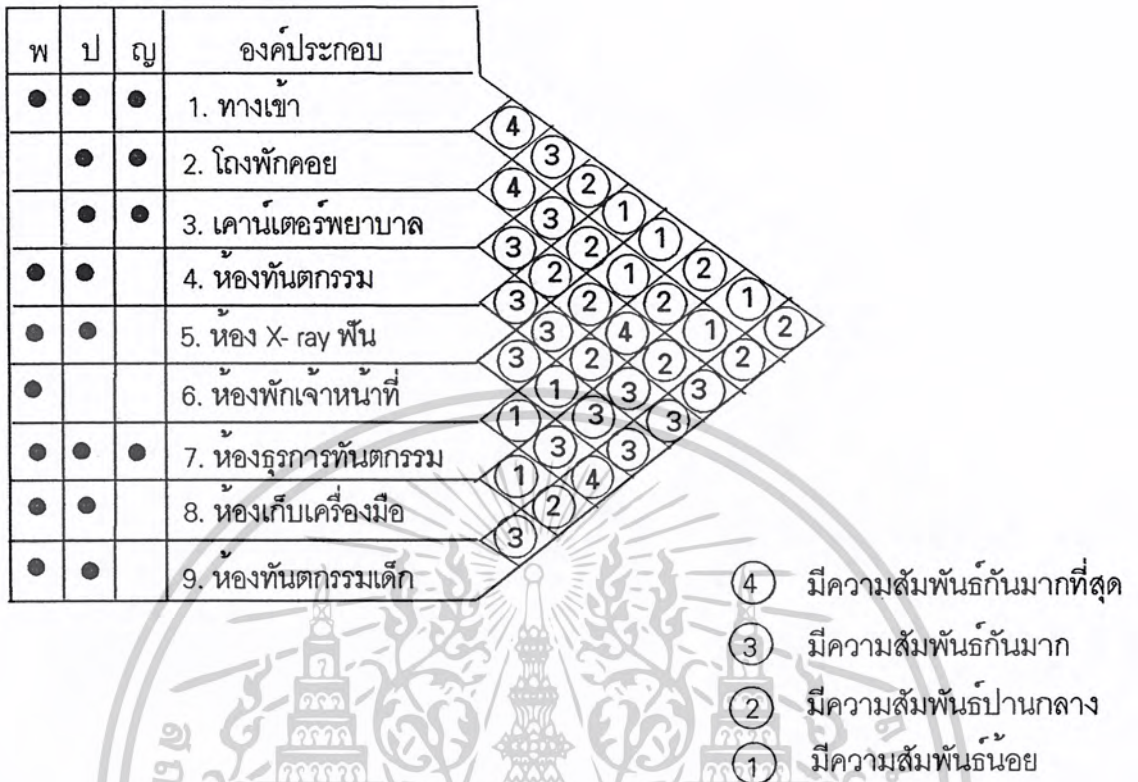 พ ป ญ องค์ประกอบ
1. ทางเข้า
4
3
2. โถงพักคอย
4 2
3 1
3. เคาน์เตอร์พยาบาล
3 2 1
2 1 2
4. ห้องทันตกรรม
3 2 2 1
3 4 1 2
5. ห้อง X- ray ฟัน
3 2 2 2
1 3 3
6. ห้องพักเจ้าหน้าที่
1 3 3
3 3
7. ห้องธุรการทันตกรรม
1 4
2
8. ห้องเก็บเครื่องมือ
3
9. ห้องทันตกรรมเด็ก
4 มีความสัมพันธ์กันมากที่สุด
3 มีความสัมพันธ์กันมาก
2 มีความสัมพันธ์ปานกลาง
1 มีความสัมพันธ์น้อย